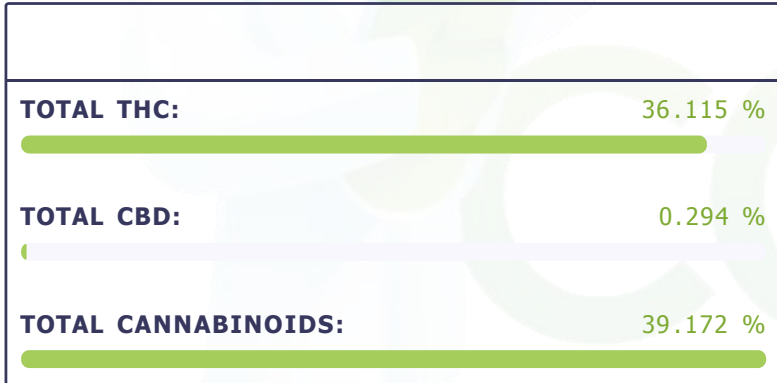 TOTAL THC: 36.115 %
TOTAL CBD: 0.294 %
TOTAL CANNABINOIDS: 39.172 %